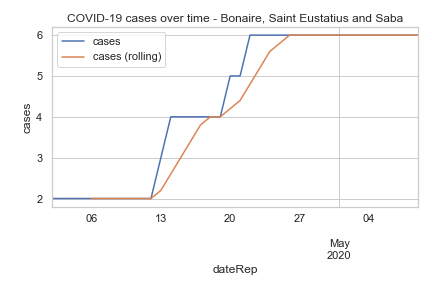 COVID-19 cases over time - Bonaire, Saint Eustatius and Saba
cases
cases (rolling)
cases
6
5
4
3
2
06
13
20
27
04
May
2020
dateRep